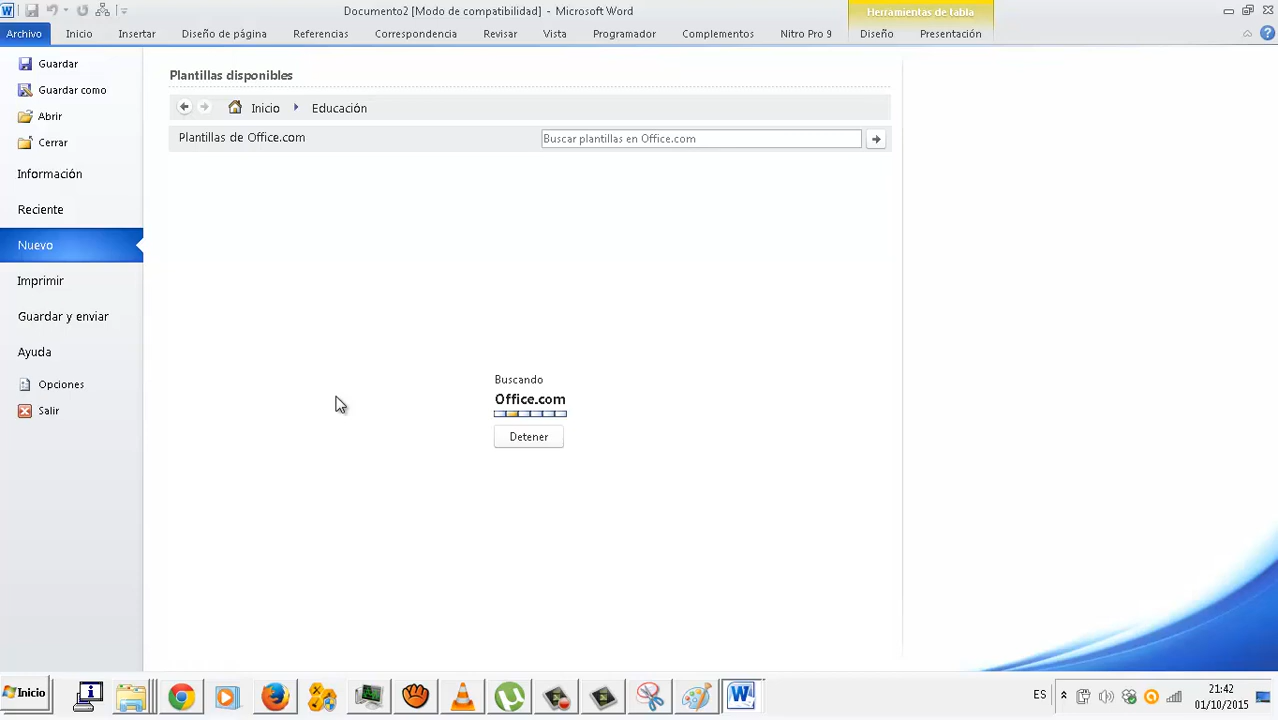 Documento2 [Modo de compatibilidad] - Microsoft Word
Herramientas de tabla
Archivo Inicio Insertar Diseño de página Referencias Correspondencia Revisar Vista Programador Complementos Nitro Pro 9 Diseño Presentación
Guardar
Guardar como
Abrir
Cerrar
Información
Reciente
Nuevo
Imprimir
Guardar y enviar
Ayuda
Opciones
Salir
Plantillas disponibles
Inicio Educación
Plantillas de Office.com Buscar plantillas en Office.com
Buscando
Office.com
Detener
Inicio
ES
21:42
01/10/2015